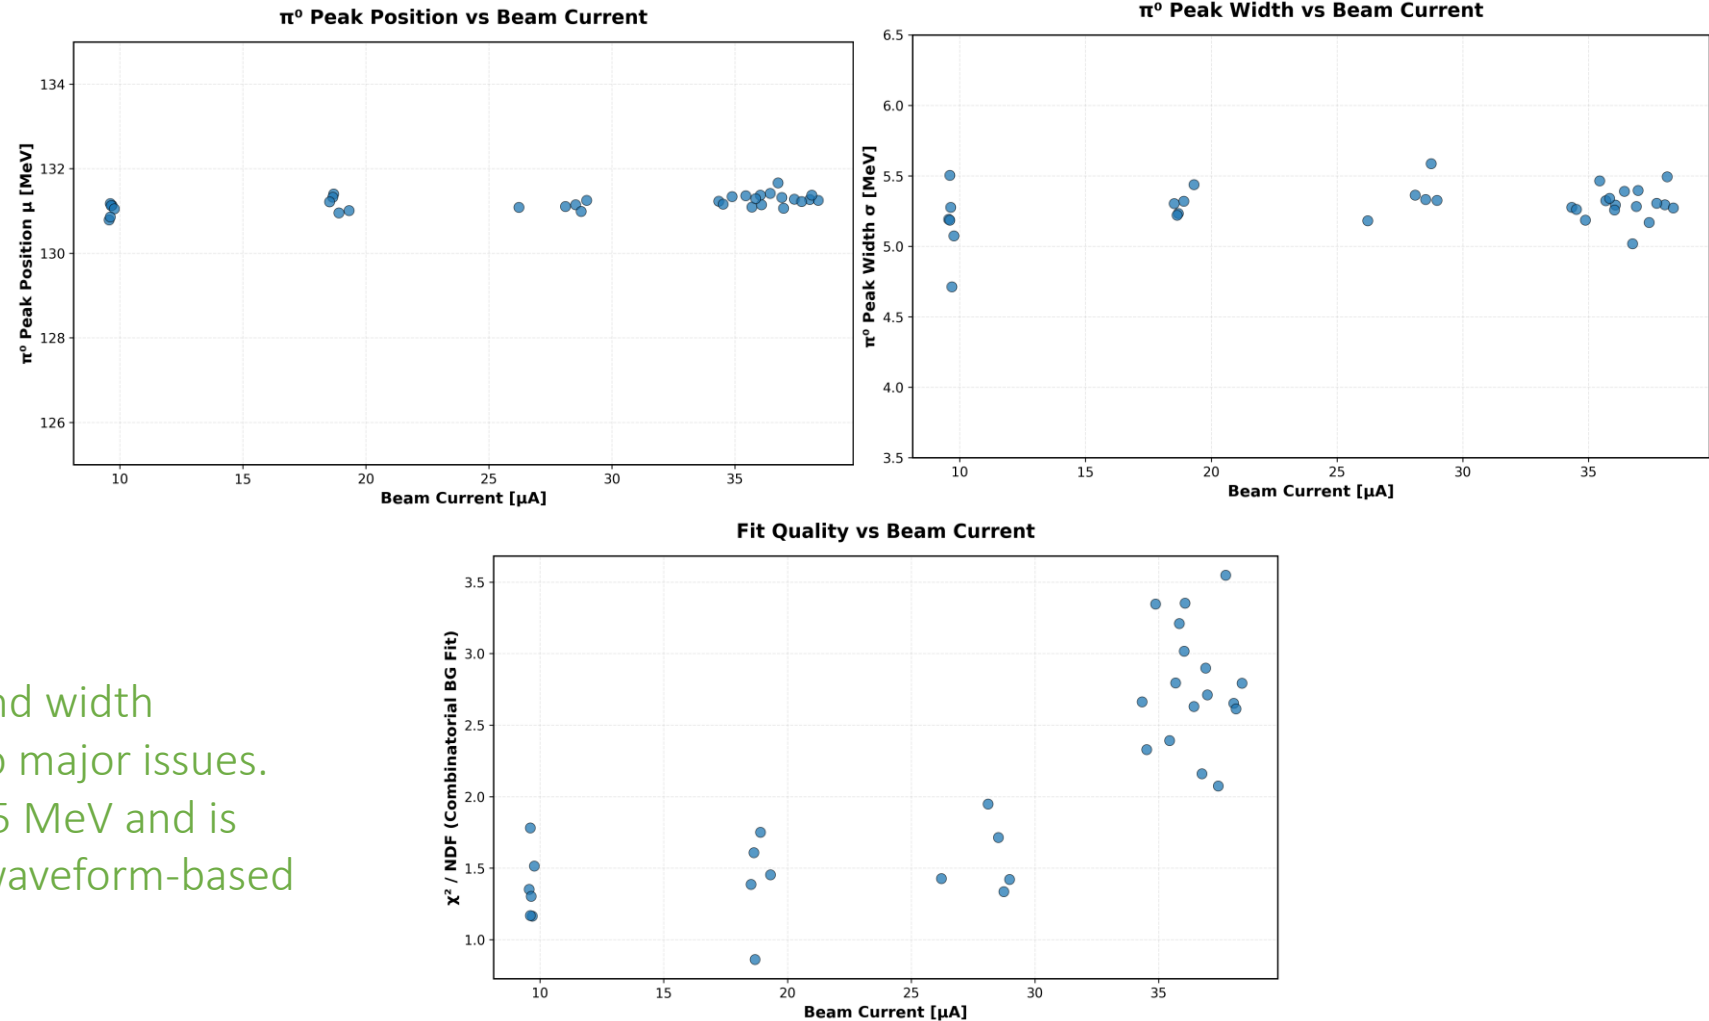 π⁰ Peak Position vs Beam Current
134
132
130
128
126
π⁰ Peak Position μ [MeV]
10 15 20 25 30 35
Beam Current [μA]
π⁰ Peak Width vs Beam Current
6.5
6.0
5.5
5.0
4.5
4.0
3.5
π⁰ Peak Width σ [MeV]
10 15 20 25 30 35
Beam Current [μA]
nd width
major issues.
5 MeV and is
waveform-based
Fit Quality vs Beam Current
3.5
3.0
2.5
2.0
1.5
1.0
χ² / NDF (Combinatorial BG Fit)
10 15 20 25 30 35
Beam Current [μA]